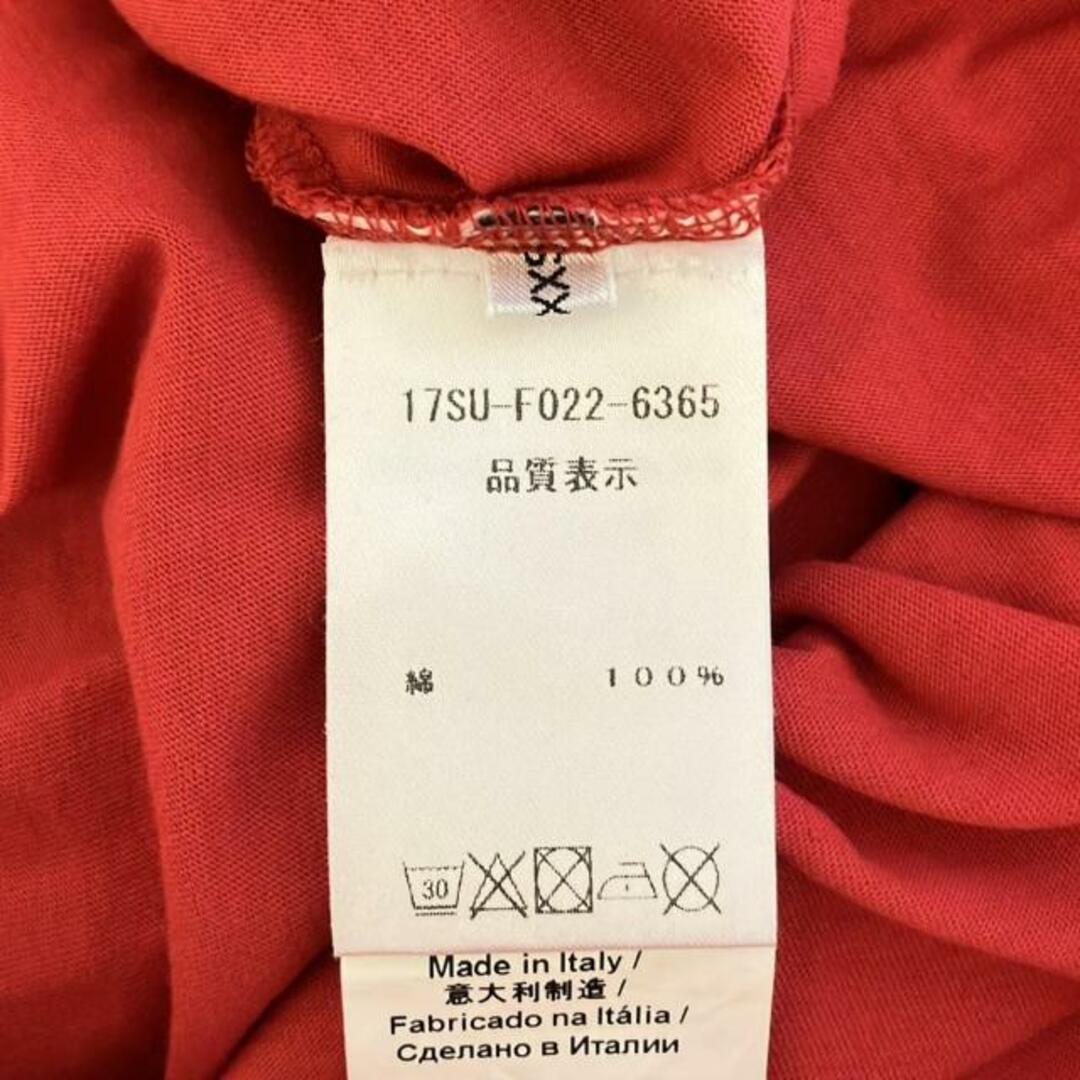 XXS
17SU-F022-6365
品質表示
綿 100%
30
Made in Italy /
意大利制造 /
Fabricado na Itália /
Сделано в Италии